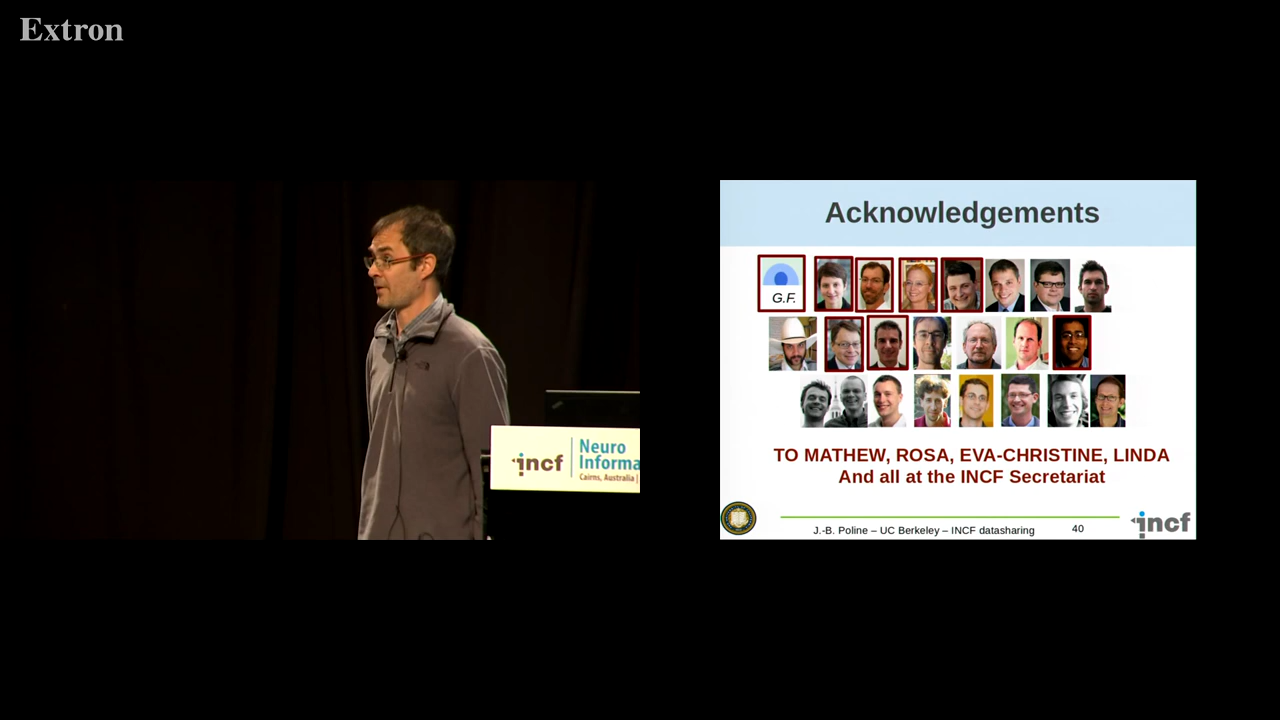 Extron
Acknowledgements
G.F.
TO MATHEW, ROSA, EVA-CHRISTINE, LINDA
And all at the INCF Secretariat
J.-B. Poline – UC Berkeley – INCF datasharing
40
incf
incf
Neuro
Informa
Cairns, Australia |